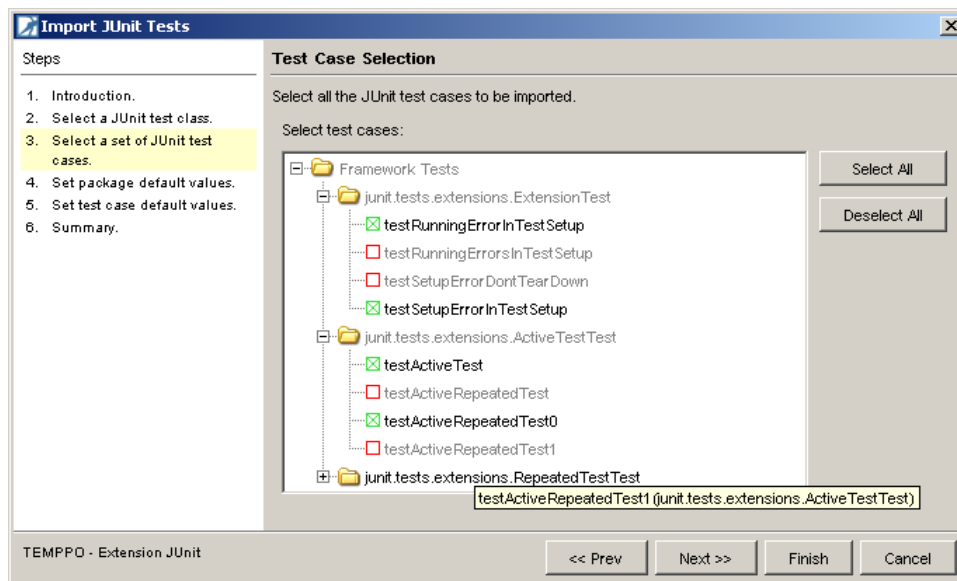 Import JUnit Tests
Steps
1. Introduction.
2. Select a JUnit test class.
3. Select a set of JUnit test
cases.
4. Set package default values.
5. Set test case default values.
6. Summary.
Test Case Selection
Select all the JUnit test cases to be imported.
Select test cases:
Framework Tests
junit.tests.extensions.ExtensionTest
testRunningErrorInTestSetup
testRunningErrorsInTestSetup
testSetupErrorDontTearDown
testSetupErrorInTestSetup
junit.tests.extensions.ActiveTestTest
testActiveTest
testActiveRepeatedTest
testActiveRepeatedTest0
testActiveRepeatedTest1
junit.tests.extensions.RepeatedTestTest
testActiveRepeatedTest1(junit.tests.extensions.ActiveTestTest)
Select All
Deselect All
TEMPPO - Extension JUnit
<< Prev
Next >>
Finish
Cancel